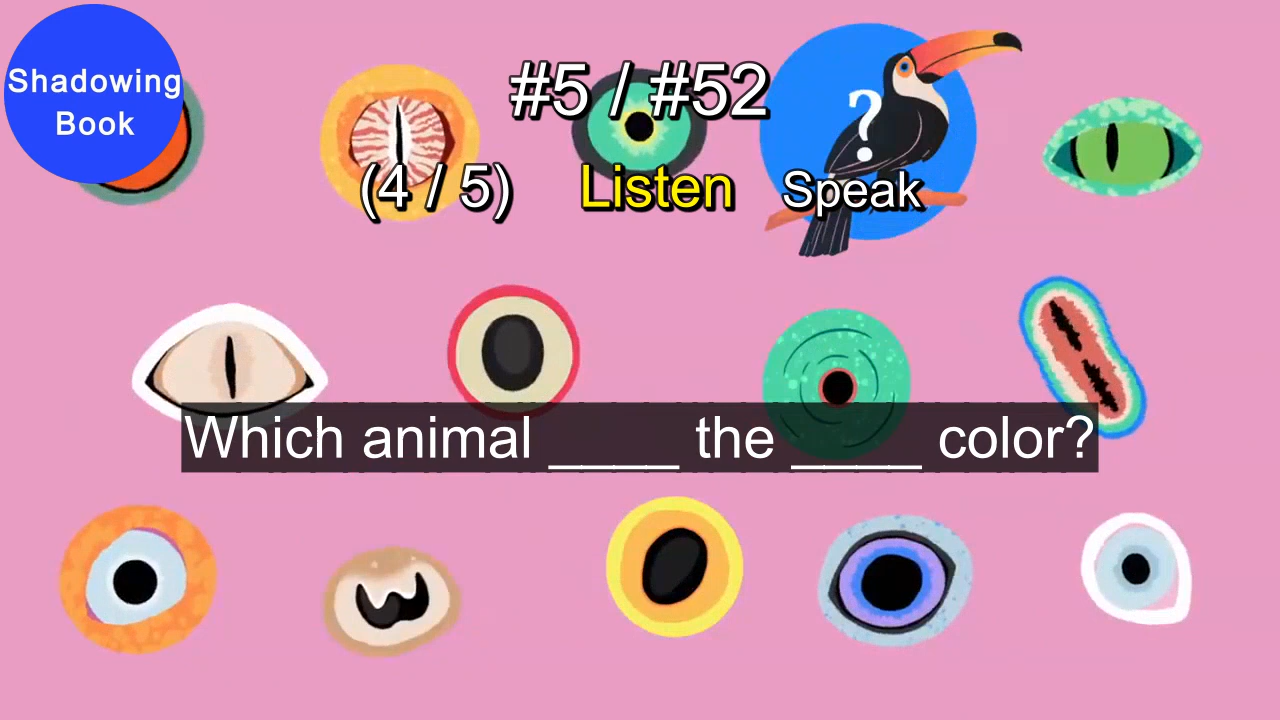 Shadowing
Book
#5 / #52
?
(4 / 5) Listen Speak
Which animal ____ the ____ color?